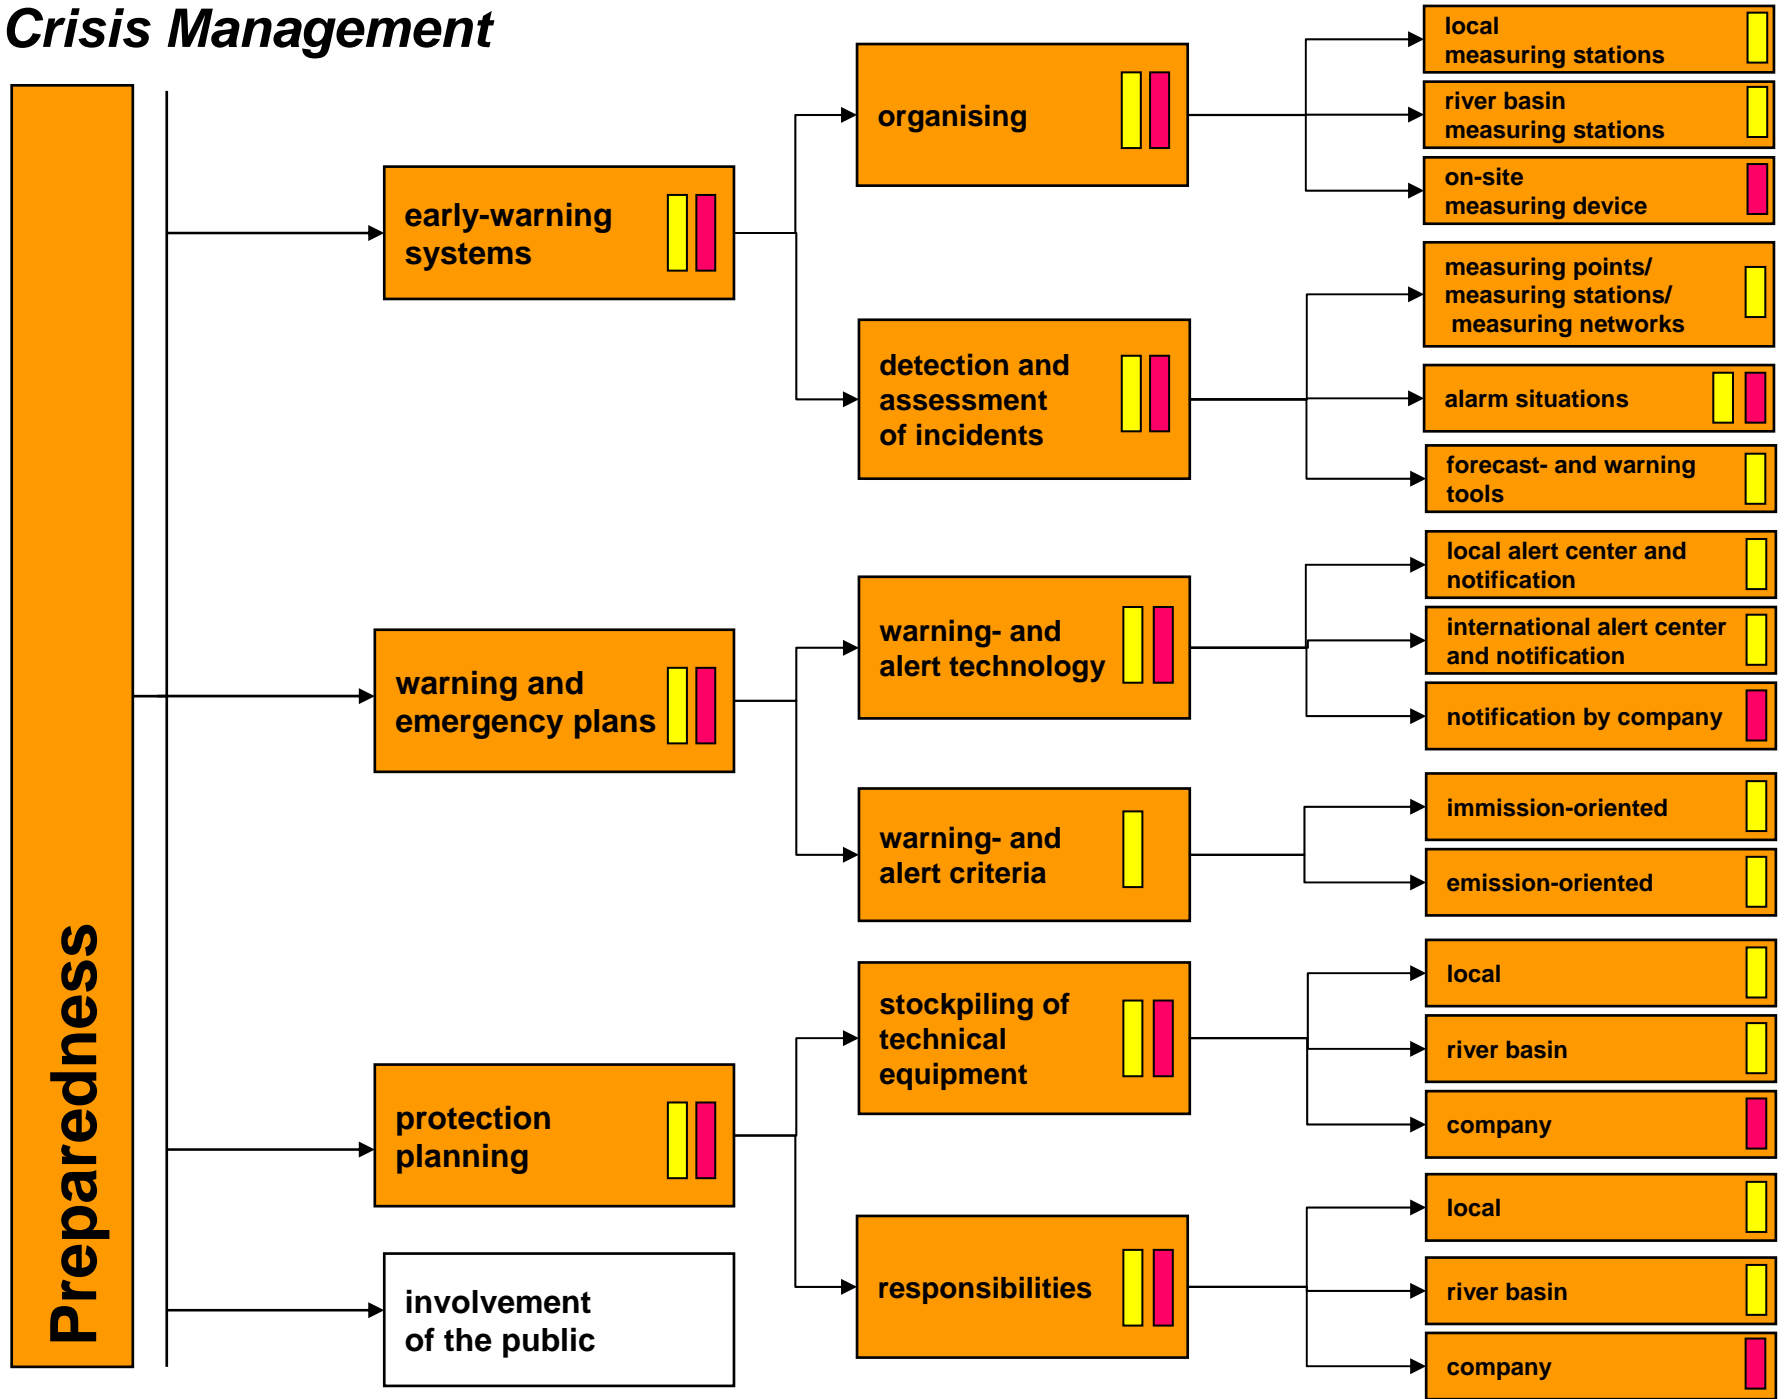 Crisis Management
Preparedness
early-warning
systems
organising
local
measuring stations
river basin
measuring stations
on-site
measuring device
detection and
assessment
of incidents
measuring points/
measuring stations/
measuring networks
alarm situations
forecast- and warning
tools
warning and
emergency plans
warning- and
alert technology
local alert center and
notification
international alert center
and notification
notification by company
warning- and
alert criteria
immission-oriented
emission-oriented
protection
planning
stockpiling of
technical
equipment
local
river basin
company
responsibilities
local
river basin
company
involvement
of the public